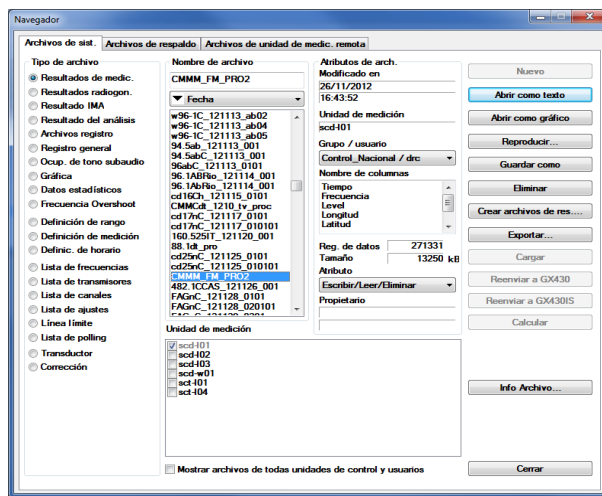 Navegador
Archivos de sist.
Archivos de respaldo
Archivos de unidad de medic. remota
Tipo de archivo
Resultados de medic.
Resultados radiogon.
Resultado IMA
Resultado del análisis
Archivos registro
Registro general
Ocup. de tono subaudio
Gráfica
Datos estadísticos
Frecuencia Overshoot
Definición de rango
Definición de medición
Definic. de horario
Lista de frecuencias
Lista de transmisores
Lista de canales
Lista de ajustes
Línea límite
Lista de polling
Transductor
Corrección
Nombre de archivo
CMMM_FM_PRO2
Fecha
w96-1C_121113_ab02
w96-1C_121113_ab04
w96-1C_121113_ab05
94.5ab_121113_001
94.5abC_121113_001
96abC_121113_0101
96.1ABRio_121114_001
96.1AbRio_121114_001
cd16Ch_121115_0101
CMMCdt_1210_tv_proc
cd17nC_121117_0101
cd17nC_121117_010101
160.525IT_121120_001
88.1dt_pro
cd25nC_121125_0101
cd25nC_121125_010101
CMMM_FM_PRO2
482.1CCAS_121126_001
FAGnC_121128_0101
FAGnC_121128_020101
Atributos de arch.
Modificado en
26/11/2012
16:43:52
Unidad de medición
scd-l01
Grupo / usuario
Control_Nacional / drc
Nombre de columnas
Tiempo
Frecuencia
Level
Longitud
Latitud
Reg. de datos 271331
Tamaño 13250 kB
Atributo
Escribir/Leer/Eliminar
Propietario
Unidad de medición
scd-l01
scd-l02
scd-l03
scd-w01
sct-l01
sct-l04
Mostrar archivos de todas unidades de control y usuarios
Nuevo
Abrir como texto
Abrir como gráfico
Reproducir...
Guardar como
Eliminar
Crear archivos de res....
Exportar...
Cargar
Reenviar a GX430
Reenviar a GX430IS
Calcular
Info Archivo...
Cerrar